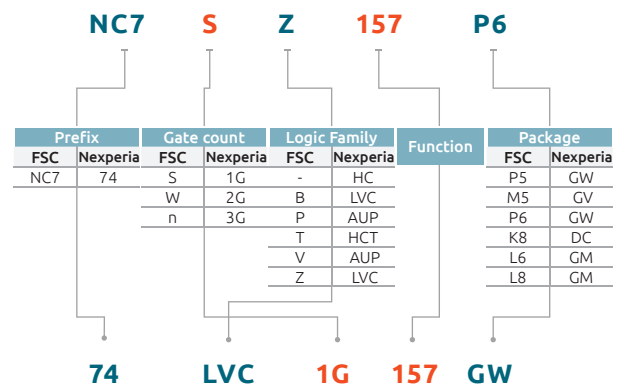 NC7 S Z 157 P6
Prefix Gate count Logic Family Function Package
FSC Nexperia FSC Nexperia FSC Nexperia FSC Nexperia
NC7 74 S 1G - HC P5 GW
W 2G B LVC M5 GV
n 3G P AUP P6 GW
T HCT K8 DC
V AUP L6 GM
Z LVC L8 GM
74 LVC 1G 157 GW